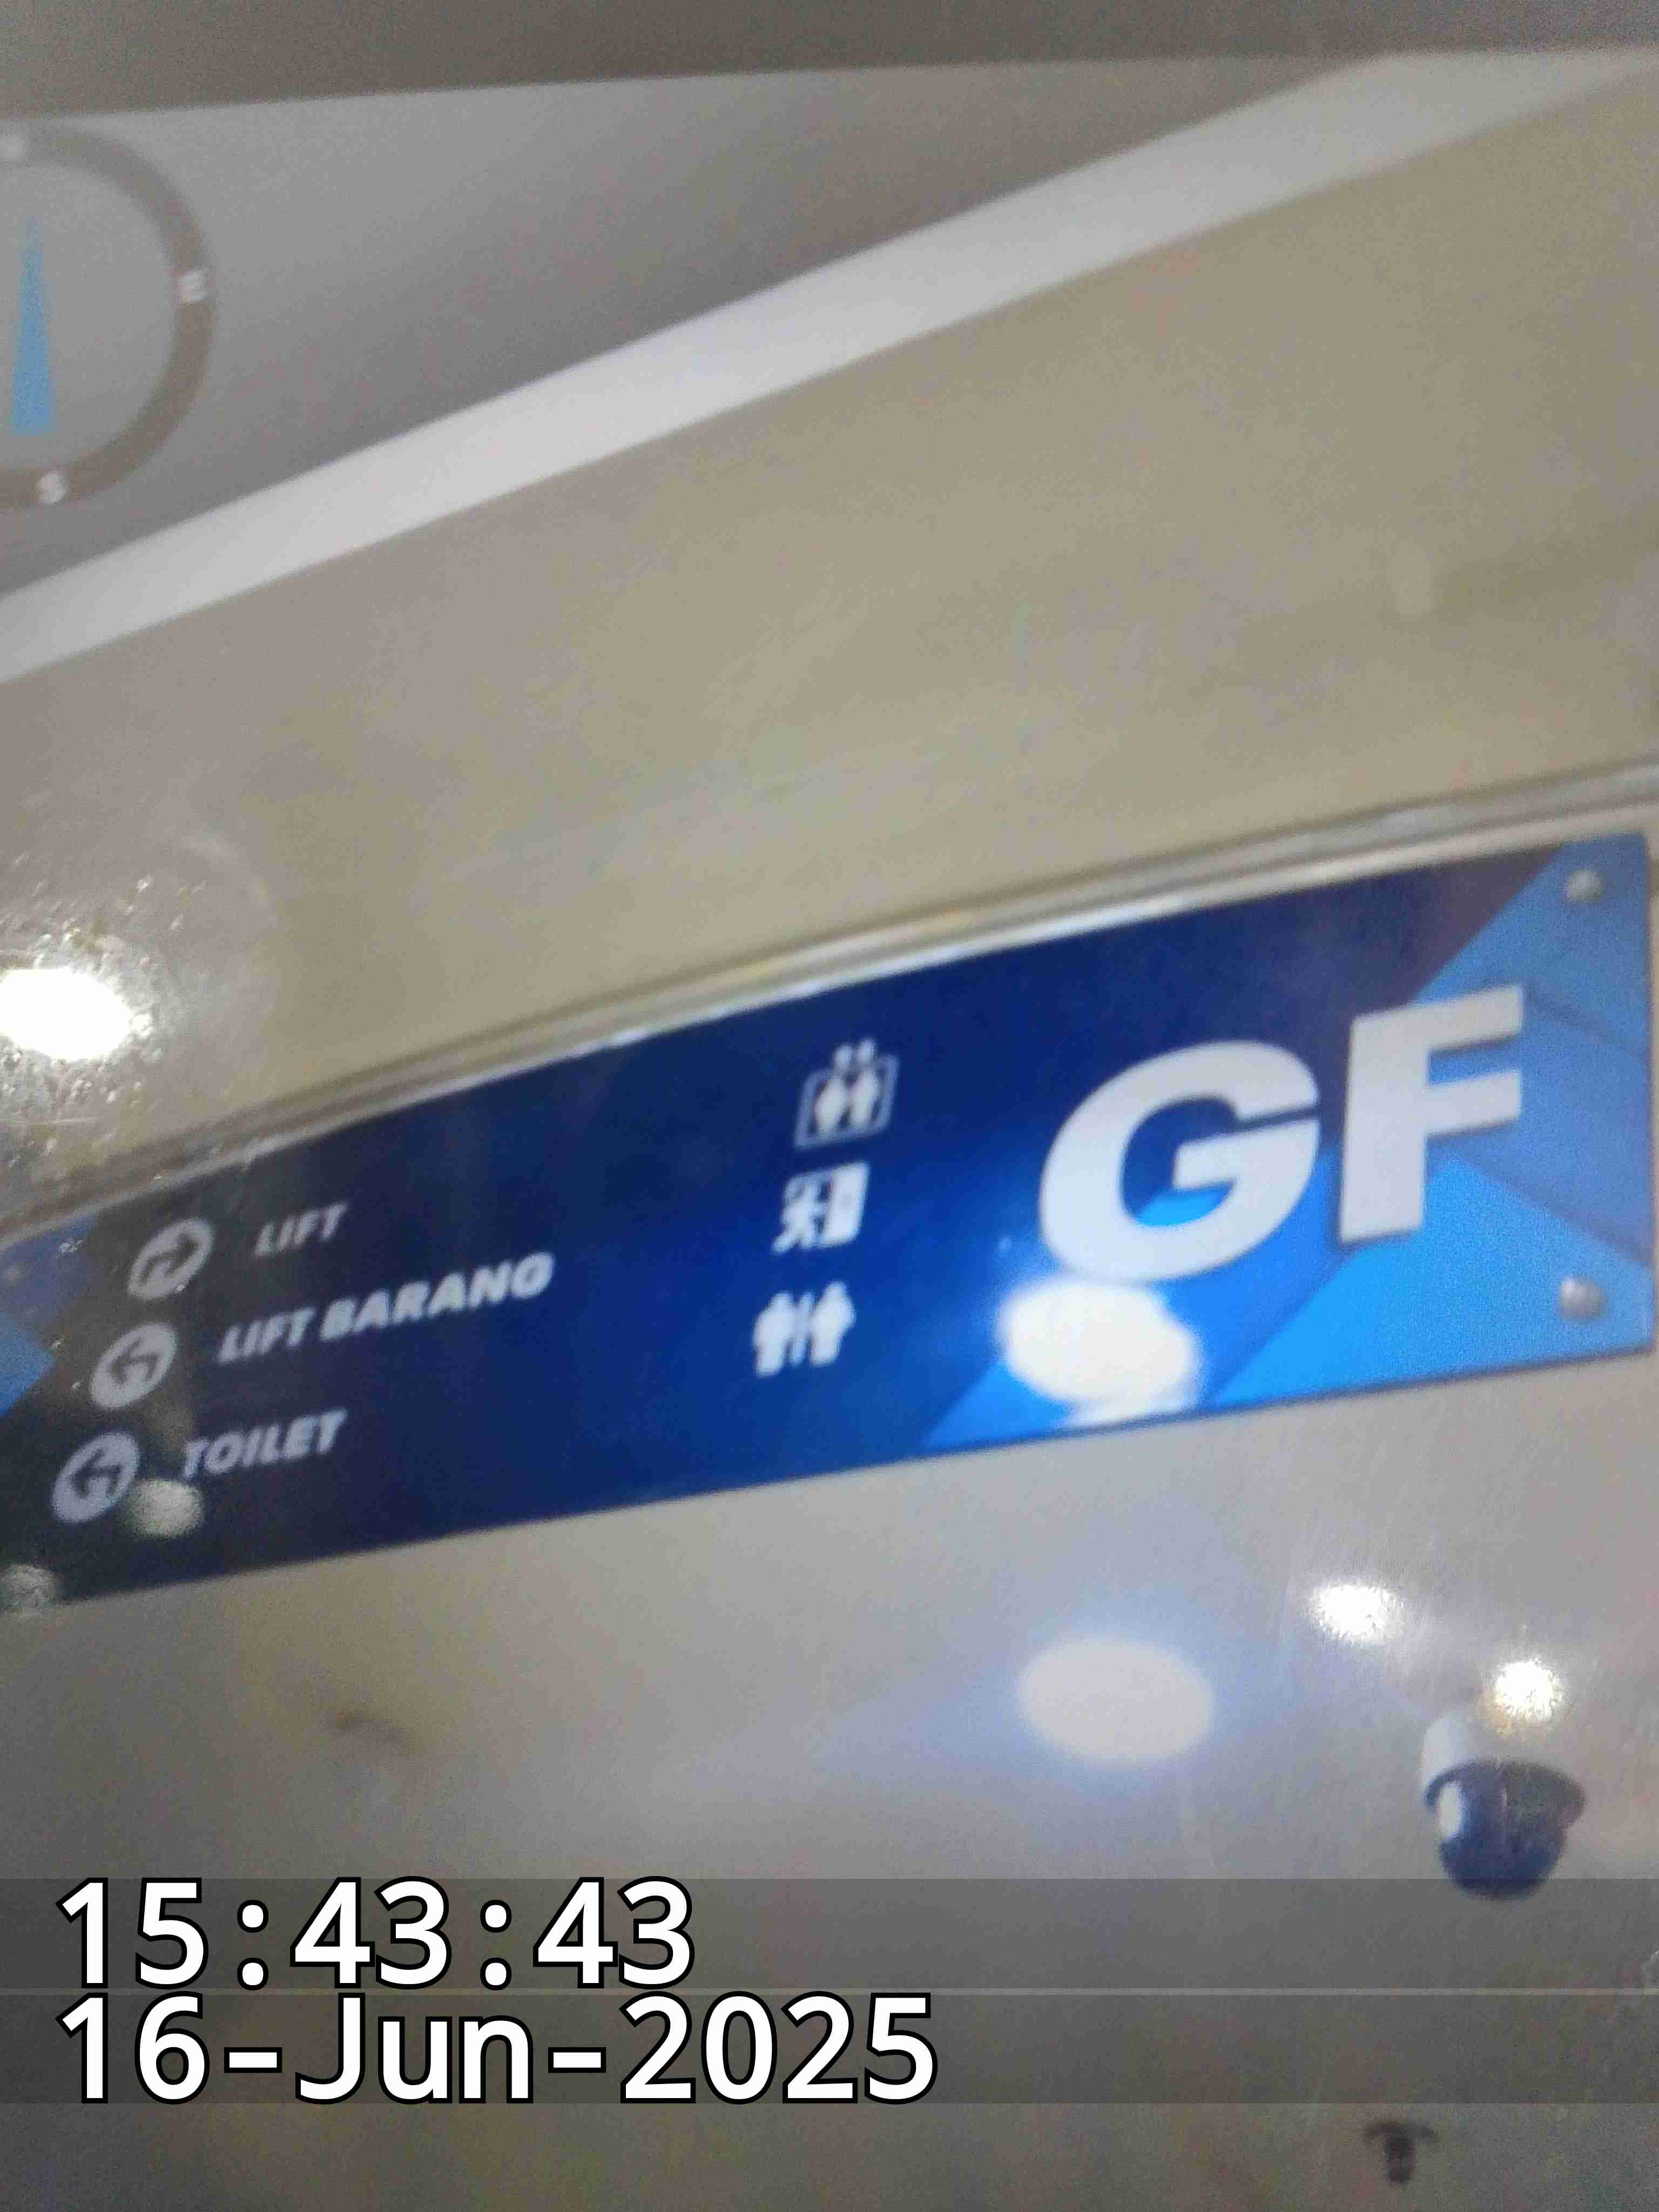 E
S
LIFT
LIFT BARANG
TOILET
GF
15:43:43
16-Jun-2025